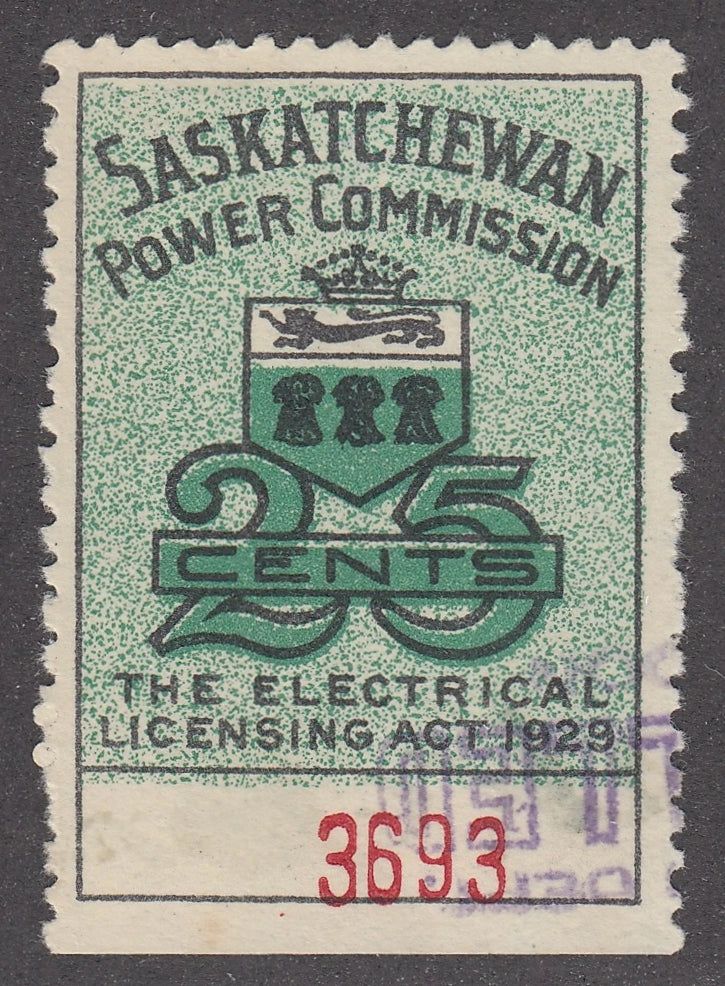 SASKATCHEWAN
POWER COMMISSION
25
CENTS
THE ELECTRICAL
LICENSING ACT 1929
3693